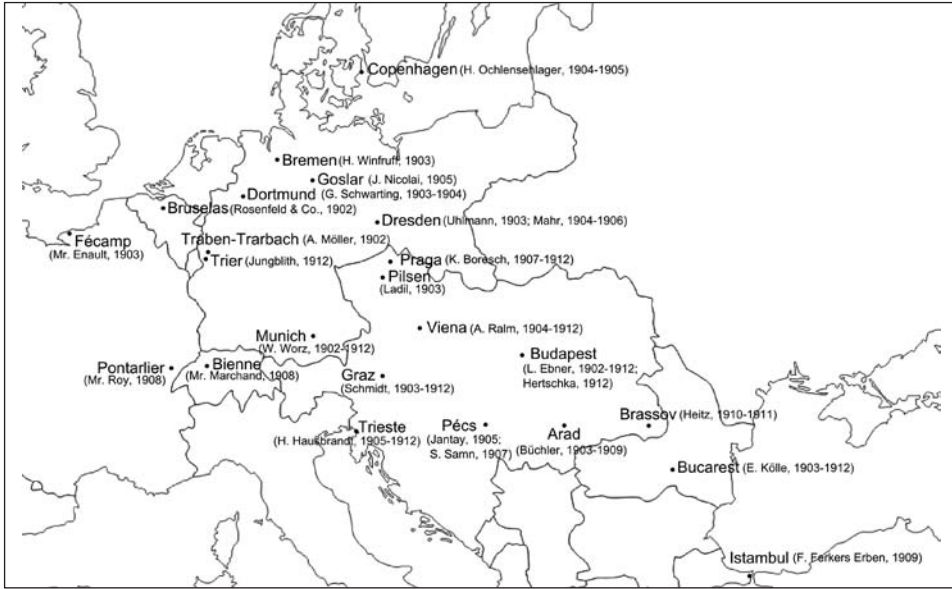 Copenhagen (H. Ochlensehlager, 1904-1905)
Bremen (H. Winfruff, 1903)
Goslar (J. Nicolai, 1905)
Dortmund (G. Schwarting, 1903-1904)
Bruselas (Rosenfeld & Co., 1902)
Dresden (Uhlmann, 1903; Mahr, 1904-1906)
Fécamp
(Mr. Enault, 1903)
Traben-Trarbach (A. Möller, 1902)
Trier (Jungblith, 1912)
Praga (K. Boresch, 1907-1912)
Pilsen
(Ladil, 1903)
Viena (A. Ralm, 1904-1912)
Munich
(W. Worz, 1902-1912)
Budapest
(L. Ebner, 1902-1912;
Hertschka, 1912)
Pontarlier
(Mr. Roy, 1908)
Bienne
(Mr. Marchand, 1908)
Graz
(Schmidt, 1903-1912)
Brassov (Heitz, 1910-1911)
Trieste
(H. Hausbrandt, 1905-1912)
Pécs
(Jantay, 1905;
S. Samn, 1907)
Arad
(Büchler, 1903-1909)
Bucarest (E. Kölle, 1903-1912)
Istambul (F. Ferkers Erben, 1909)